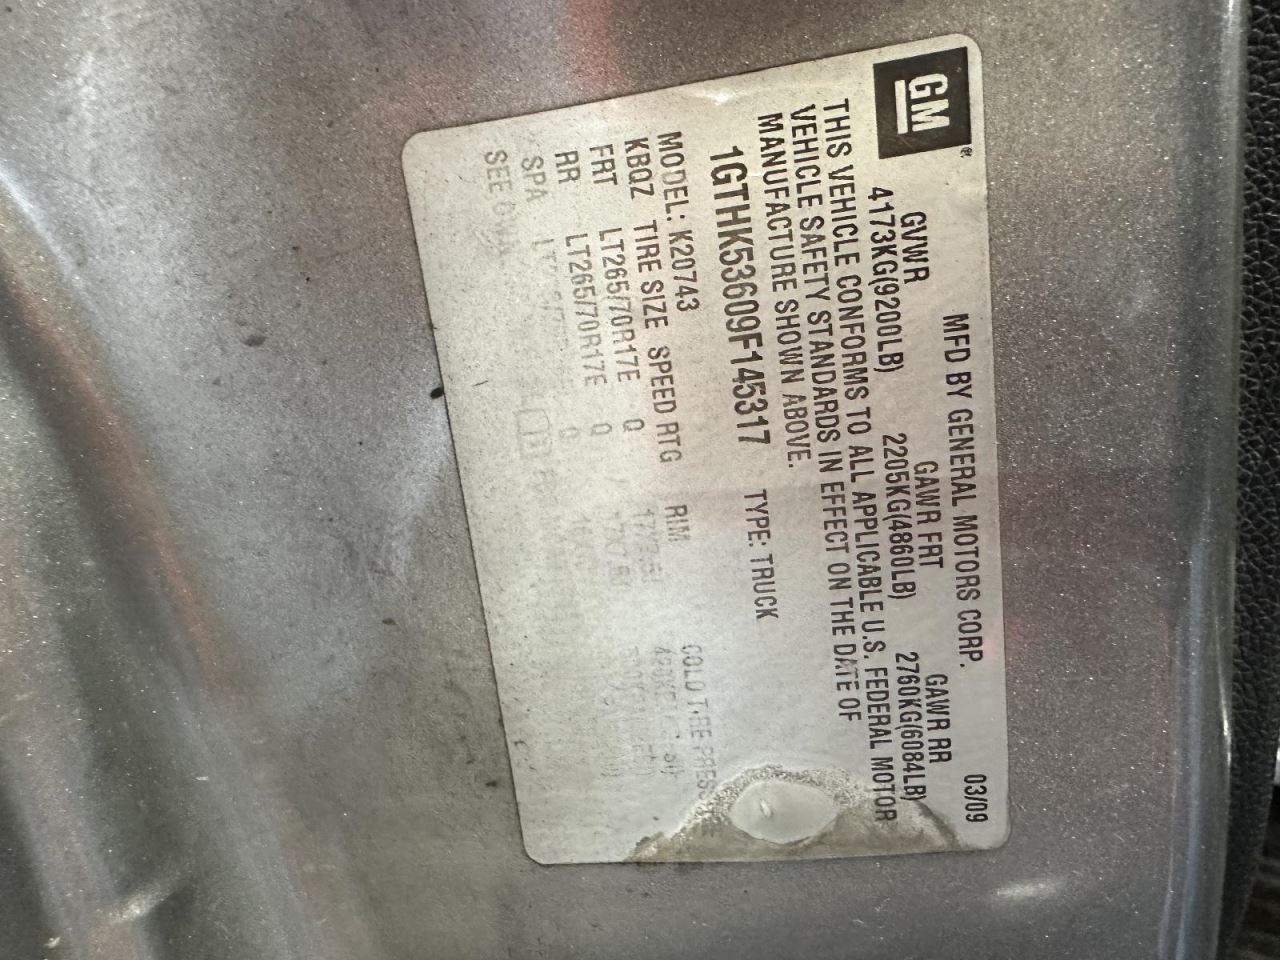 GM
MFD BY GENERAL MOTORS CORP. 03/09
GVWR GAWR FRT GAWR RR
4173KG(9200LB) 2205KG(4860LB) 2760KG(6084LB)
THIS VEHICLE CONFORMS TO ALL APPLICABLE U.S. FEDERAL MOTOR
VEHICLE SAFETY STANDARDS IN EFFECT ON THE DATE OF
MANUFACTURE SHOWN ABOVE.
1GTHK53609F145317 TYPE: TRUCK
MODEL: K20743
KBQZ TIRE SIZE SPEED RTG RIM COLD TIRE PRESSURE
FRT LT265/70R17E Q
RR LT265/70R17E Q
SPA
SEE